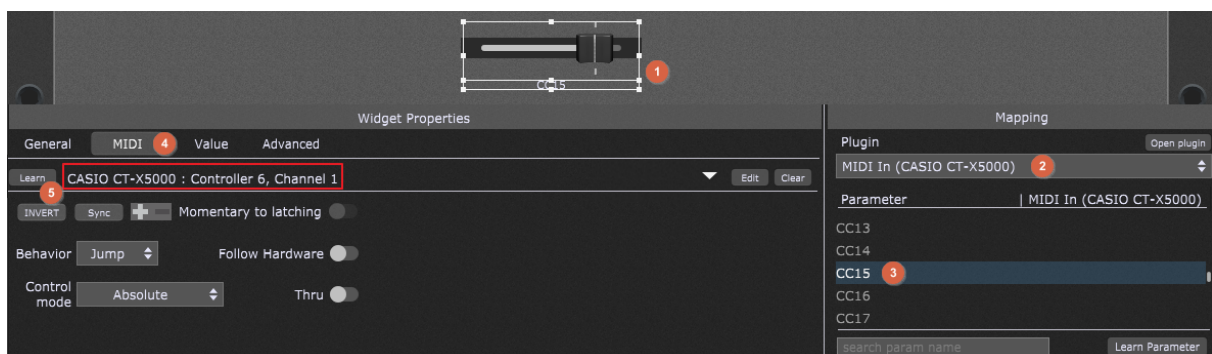 CC15
1
Widget Properties
General MIDI 4 Value Advanced
Learn CASIO CT-X5000 : Controller 6, Channel 1 Edit Clear
5
INVERT Sync Momentary to latching
Behavior Jump Follow Hardware
Control mode Absolute Thru
Mapping
Plugin Open plugin
MIDI In (CASIO CT-X5000) 2
Parameter | MIDI In (CASIO CT-X5000)
CC13
CC14
CC15 3
CC16
CC17
search param name Learn Parameter